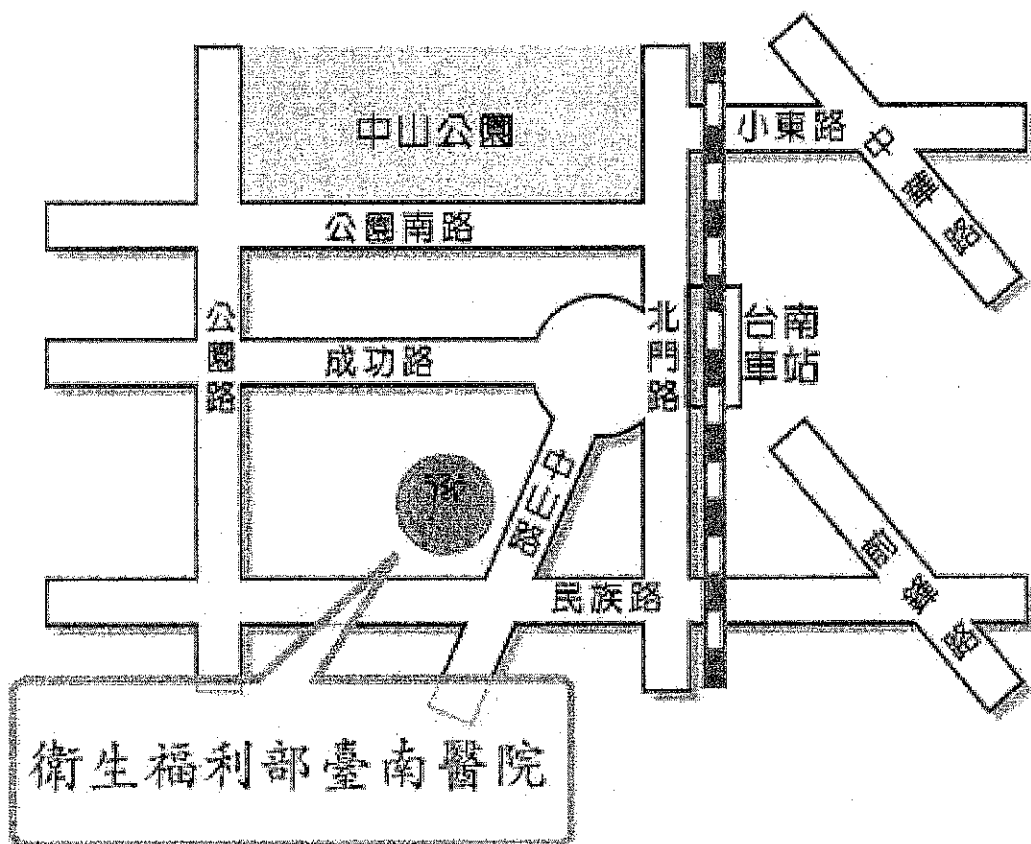 中山公園
小東路
中華路
公園南路
公園路
成功路
北門路
台南
車站
中山路
民族路
前鋒路
衛生福利部臺南醫院